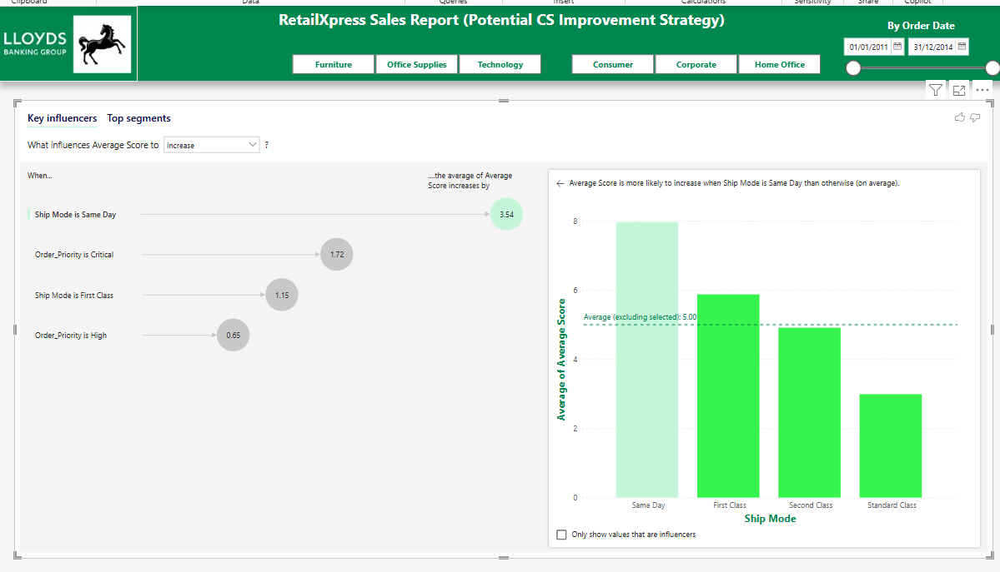 Clipboard Data Queries Insert Calculations Sensitivity Share Copilot
RetailXpress Sales Report (Potential CS Improvement Strategy)
LLOYDS
BANKING GROUP
By Order Date
01/01/2011 31/12/2014
Furniture Office Supplies Technology Consumer Corporate Home Office
Key influencers Top segments
What influences Average Score to Increase ?
When...
....the average of Average
Score increases by
Ship Mode is Same Day 3.54
Order_Priority is Critical 1.72
Ship Mode is First Class 1.15
Order_Priority is High 0.65
Average Score is more likely to increase when Ship Mode is Same Day than otherwise (on average).
8
6
Average (excluding selected): 5.00
4
2
0
Average of Average Score
Same Day First Class Second Class Standard Class
Ship Mode
Only show values that are influencers